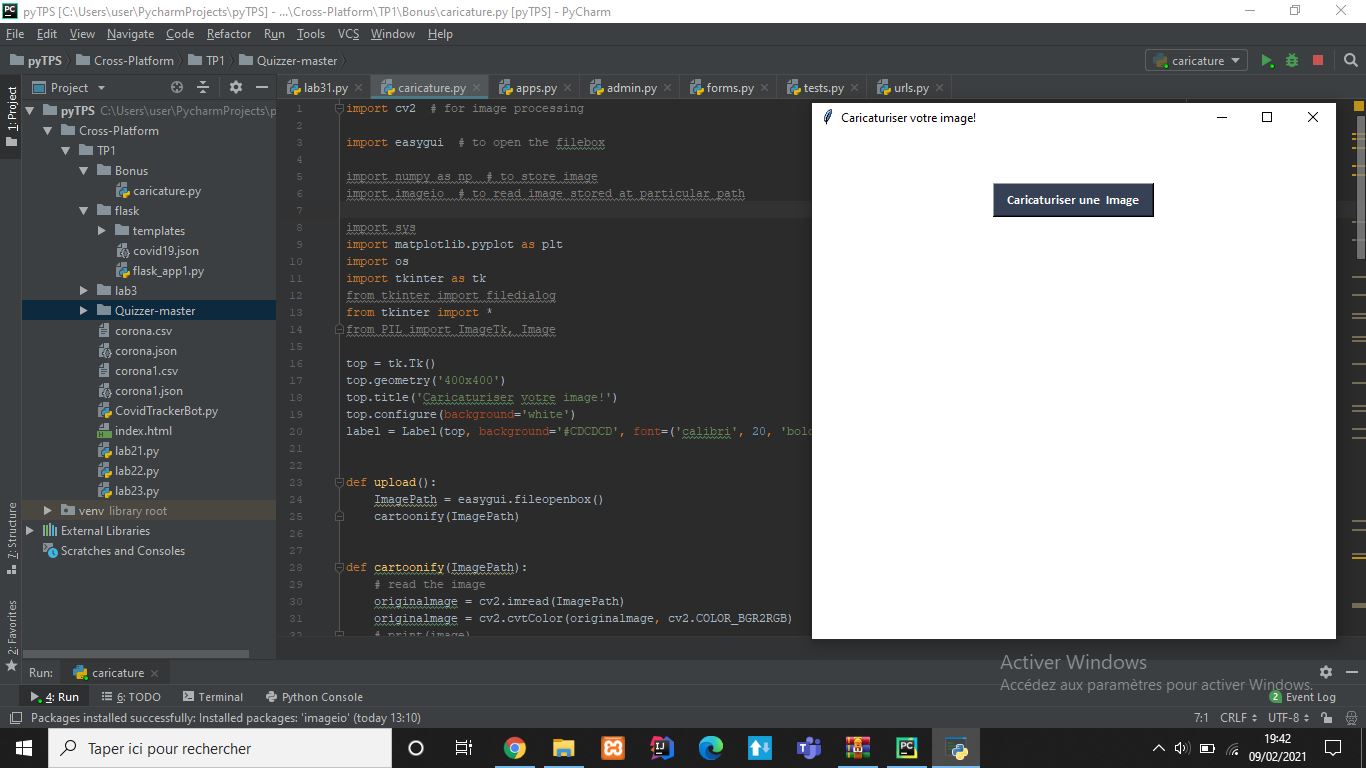 pyTPS [C:\Users\user\PycharmProjects\pyTPS] - ...\Cross-Platform\TP1\Bonus\caricature.py [pyTPS] - PyCharm
File Edit View Navigate Code Refactor Run Tools VCS Window Help
pyTPS Cross-Platform TP1 Quizzer-master caricature
Project
lab31.py caricature.py apps.py admin.py forms.py tests.py urls.py
1: Project
7: Structure
2: Favorites
pyTPS C:\Users\user\PycharmProjects\p
Cross-Platform
TP1
Bonus
caricature.py
flask
templates
covid19.json
flask_app1.py
lab3
Quizzer-master
corona.csv
corona.json
corona1.csv
corona1.json
CovidTrackerBot.py
index.html
lab21.py
lab22.py
lab23.py
venv library root
External Libraries
Scratches and Consoles
1 import cv2 # for image processing
2
3 import easygui # to open the filebox
4
5 import numpy as np # to store image
6 import imageio # to read image stored at particular path
7
8 import sys
9 import matplotlib.pyplot as plt
10 import os
11 import tkinter as tk
12 from tkinter import filedialog
13 from tkinter import *
14 from PIL import ImageTk, Image
15
16 top = tk.Tk()
17 top.geometry('400x400')
18 top.title('Caricaturiser votre image!')
19 top.configure(background='white')
20 label = Label(top, background='#CDCDCD', font=('calibri', 20, 'bold
21
22
23 def upload():
24 ImagePath = easygui.fileopenbox()
25 cartoonify(ImagePath)
26
27
28 def cartoonify(ImagePath):
29 # read the image
30 originalmage = cv2.imread(ImagePath)
31 originalmage = cv2.cvtColor(originalmage, cv2.COLOR_BGR2RGB)
32 # print(image)
Caricaturiser votre image!
Caricaturiser une Image
Activer Windows
Accédez aux paramètres pour activer Windows.
Run: caricature
4: Run 6: TODO Terminal Python Console 2 Event Log
Packages installed successfully: Installed packages: 'imageio' (today 13:10) 7:1 CRLF UTF-8
Taper ici pour rechercher
19:42
09/02/2021